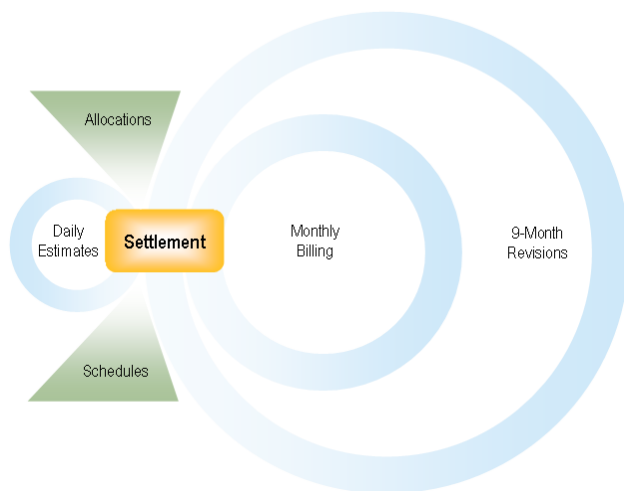 Allocations
Daily
Estimates
Settlement
Monthly
Billing
9-Month
Revisions
Schedules